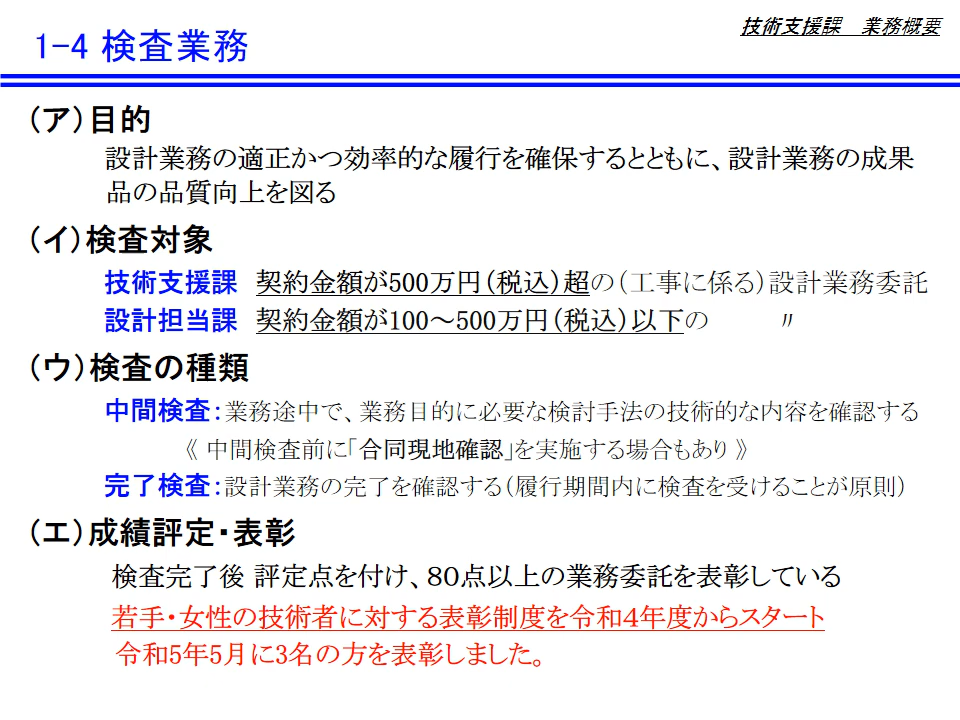 技術支援課　業務概要
1-4 検査業務
（ア）目的
設計業務の適正かつ効率的な履行を確保するとともに、設計業務の成果
品の品質向上を図る
（イ）検査対象
技術支援課　契約金額が500万円（税込）超の（工事に係る）設計業務委託
設計担当課　契約金額が100～500万円（税込）以下の　　　〃
（ウ）検査の種類
中間検査：業務途中で、業務目的に必要な検討手法の技術的な内容を確認する
《 中間検査前に「合同現地確認」を実施する場合もあり 》
完了検査：設計業務の完了を確認する（履行期間内に検査を受けることが原則）
（エ）成績評定・表彰
検査完了後 評定点を付け、８０点以上の業務委託を表彰している
若手・女性の技術者に対する表彰制度を令和４年度からスタート
令和5年5月に3名の方を表彰しました。